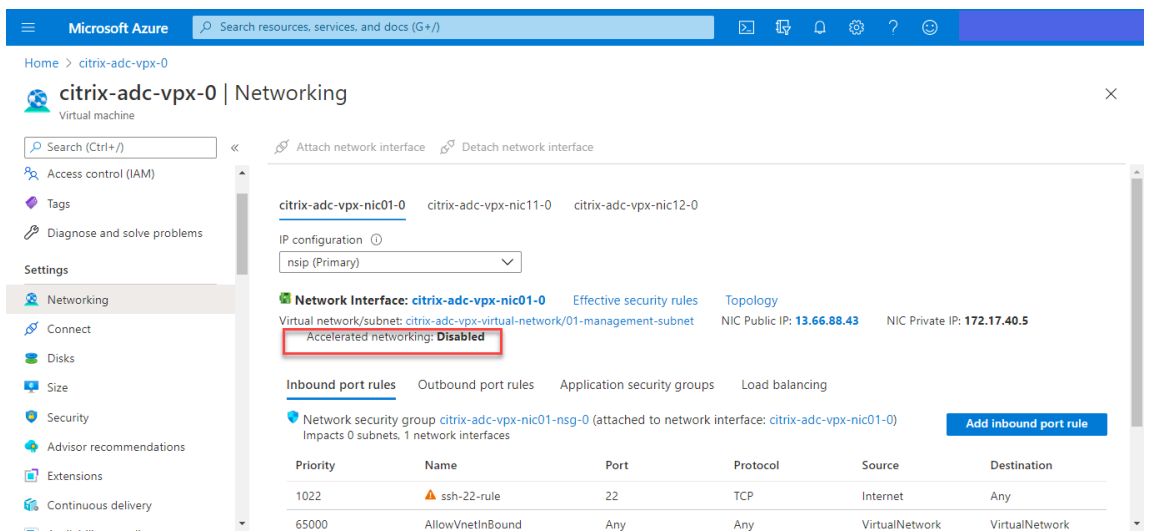 Microsoft Azure
Search resources, services, and docs (G+/)
Home > citrix-adc-vpx-0
citrix-adc-vpx-0 | Networking
Virtual machine
Search (Ctrl+/)
«
Attach network interface
Detach network interface
Access control (IAM)
Tags
Diagnose and solve problems
Settings
Networking
Connect
Disks
Size
Security
Advisor recommendations
Extensions
Continuous delivery
citrix-adc-vpx-nic01-0 citrix-adc-vpx-nic11-0 citrix-adc-vpx-nic12-0
IP configuration
nsip (Primary)
Network Interface: citrix-adc-vpx-nic01-0 Effective security rules Topology
Virtual network/subnet: citrix-adc-vpx-virtual-network/01-management-subnet NIC Public IP: 13.66.88.43 NIC Private IP: 172.17.40.5
Accelerated networking: Disabled
Inbound port rules Outbound port rules Application security groups Load balancing
Network security group citrix-adc-vpx-nic01-nsg-0 (attached to network interface: citrix-adc-vpx-nic01-0)
Impacts 0 subnets, 1 network interfaces
Add inbound port rule
Priority Name Port Protocol Source Destination
1022 ssh-22-rule 22 TCP Internet Any
65000 AllowVnetInBound Any Any VirtualNetwork VirtualNetwork